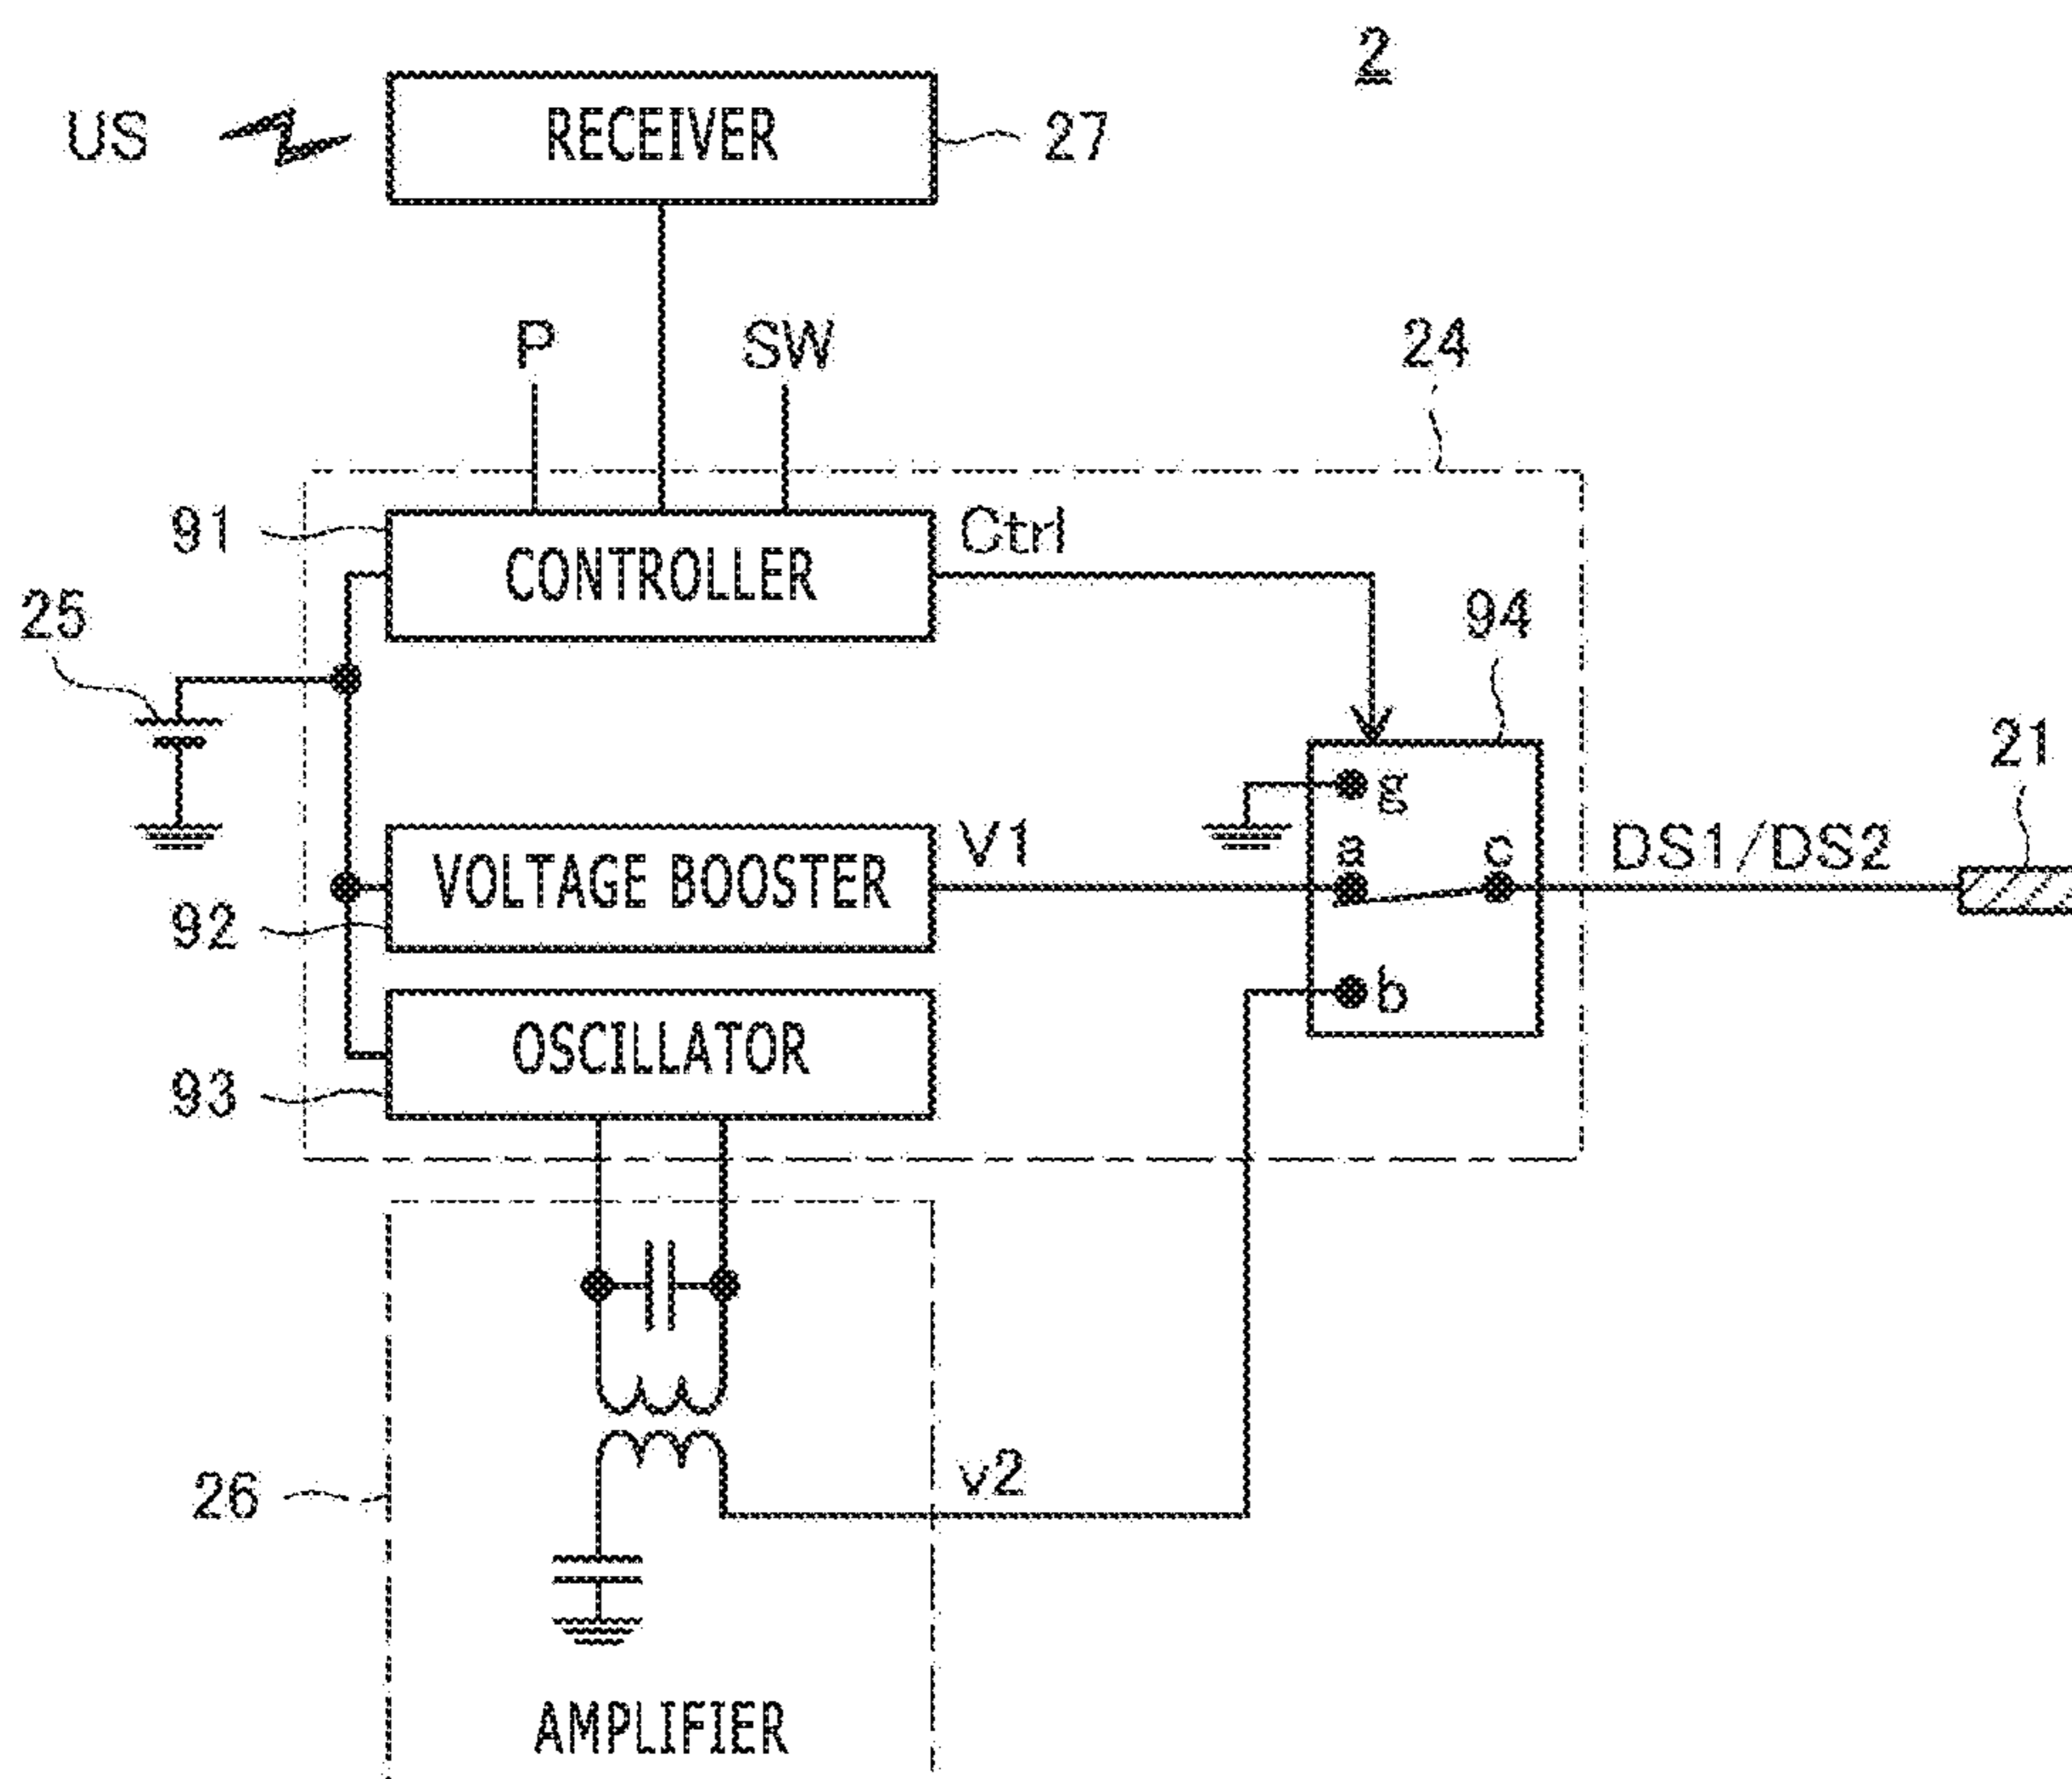 2
US
RECEIVER
27
P
SW
24
91
CONTROLLER
Ctrl
25
94
g
21
VOLTAGE BOOSTER
V1
a
c
DS1/DS2
92
b
OSCILLATOR
93
26
v2
AMPLIFIER